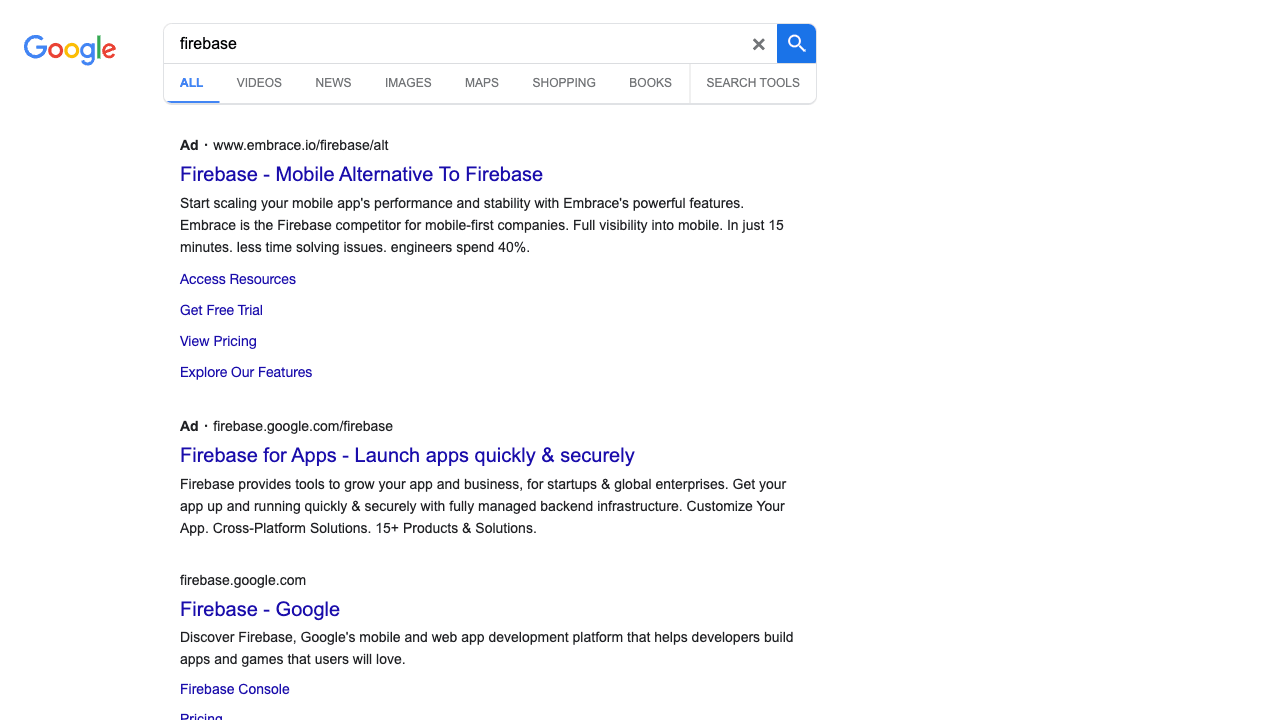 Google
firebase
ALL VIDEOS NEWS IMAGES MAPS SHOPPING BOOKS SEARCH TOOLS
Ad · www.embrace.io/firebase/alt
Firebase - Mobile Alternative To Firebase
Start scaling your mobile app's performance and stability with Embrace's powerful features.
Embrace is the Firebase competitor for mobile-first companies. Full visibility into mobile. In just 15
minutes. less time solving issues. engineers spend 40%.
Access Resources
Get Free Trial
View Pricing
Explore Our Features
Ad · firebase.google.com/firebase
Firebase for Apps - Launch apps quickly & securely
Firebase provides tools to grow your app and business, for startups & global enterprises. Get your
app up and running quickly & securely with fully managed backend infrastructure. Customize Your
App. Cross-Platform Solutions. 15+ Products & Solutions.
firebase.google.com
Firebase - Google
Discover Firebase, Google's mobile and web app development platform that helps developers build
apps and games that users will love.
Firebase Console
Pricing